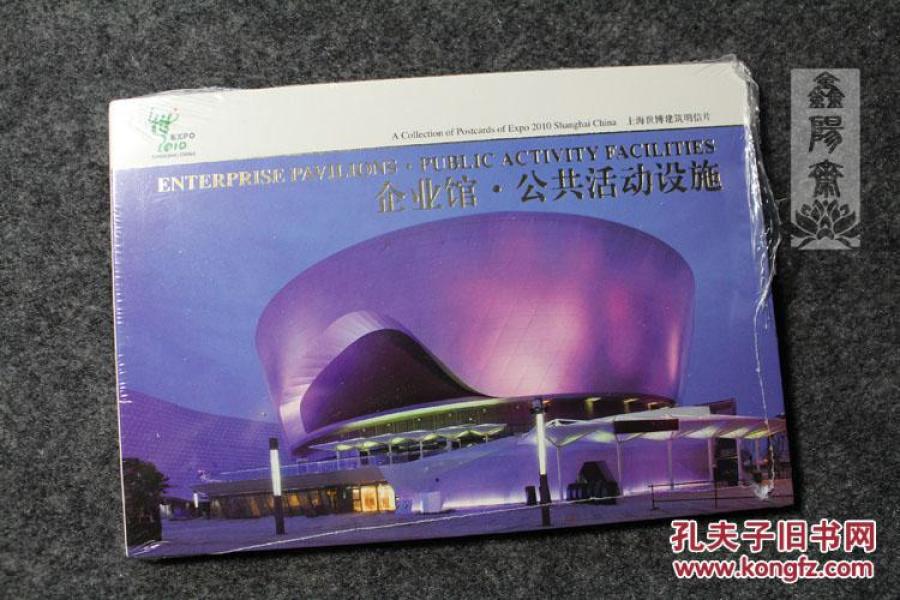 EXPO
2010
SHANGHAI CHINA
A Collection of Postcards of Expo 2010 Shanghai China 上海世博建筑明信片
ENTERPRISE PAVILIONS · PUBLIC ACTIVITY FACILITIES
企业馆·公共活动设施
鑫陽齋
孔夫子旧书网
www.kongfz.com